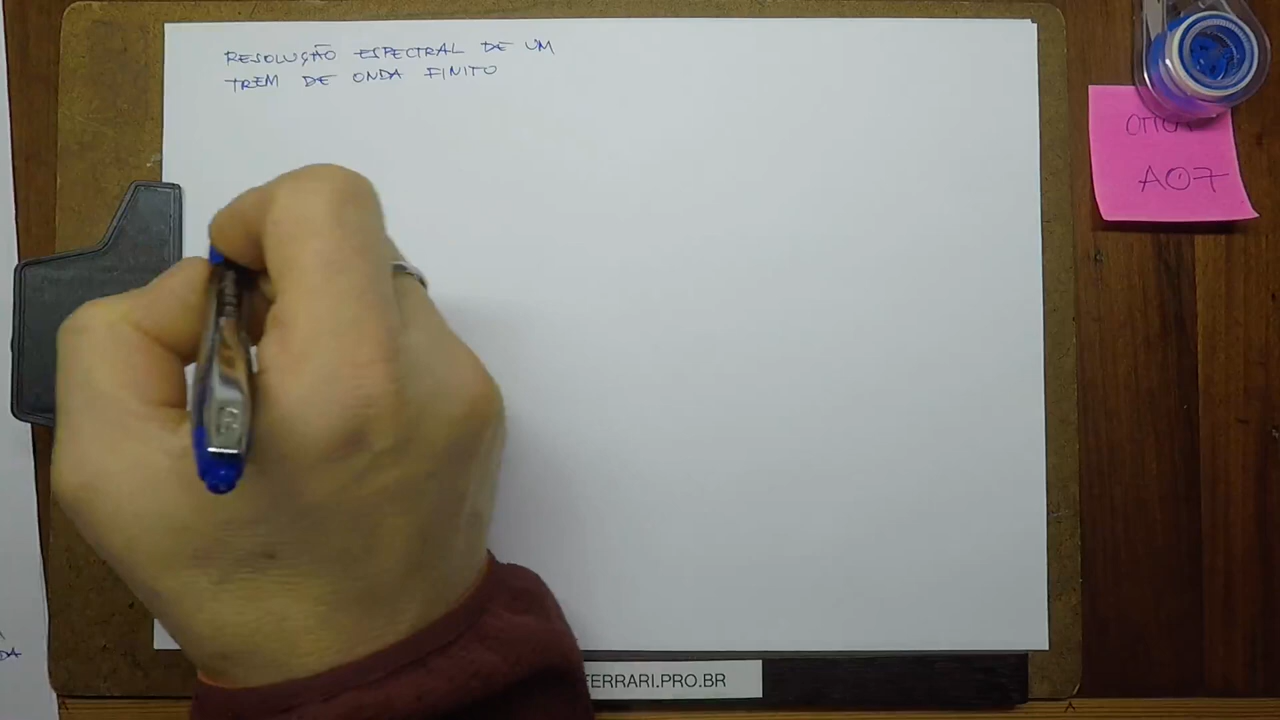 RESOLUÇÃO ESPECTRAL DE UM
TREM DE ONDA FINITO
A07
FERRARI.PRO.BR